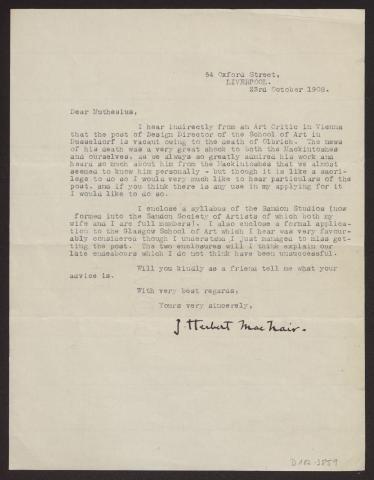 54 Oxford Street,
LIVERPOOL.
23rd October 1908.
Dear Muthesius,
I hear indirectly from an Art Critic in Vienna
that the post of Design Director of the School of Art in
Dusseldorf is vacant owing to the death of Olbrich. The news
of his death was a very great shock to both the Mackintoshes
and ourselves, as we always so greatly admired his work and
heard so much about him from the Mackintoshes that we almost
seemed to know him personally - but though it is like a sacri-
lege to do so I would very much like to hear particulars of the
post, and if you think there is any use in my applying for it
I would like to do so.
I enclose a syllabus of the Sandon Studios (now
formed into the Sandon Society of Artists of which both my
wife and I are full members). I also enclose a formal applica-
tion to the Glasgow School of Art which I hear was very favour-
ably considered though I understand I just managed to miss get-
ting the post. The two enclosures will I think explain our
late endeavours which I do not think have been unsuccessful.
Will you kindly as a friend tell me what your
advice is.
With very best regards,
Yours very sincerely,
J. Herbert MacNair.
D 102-3859